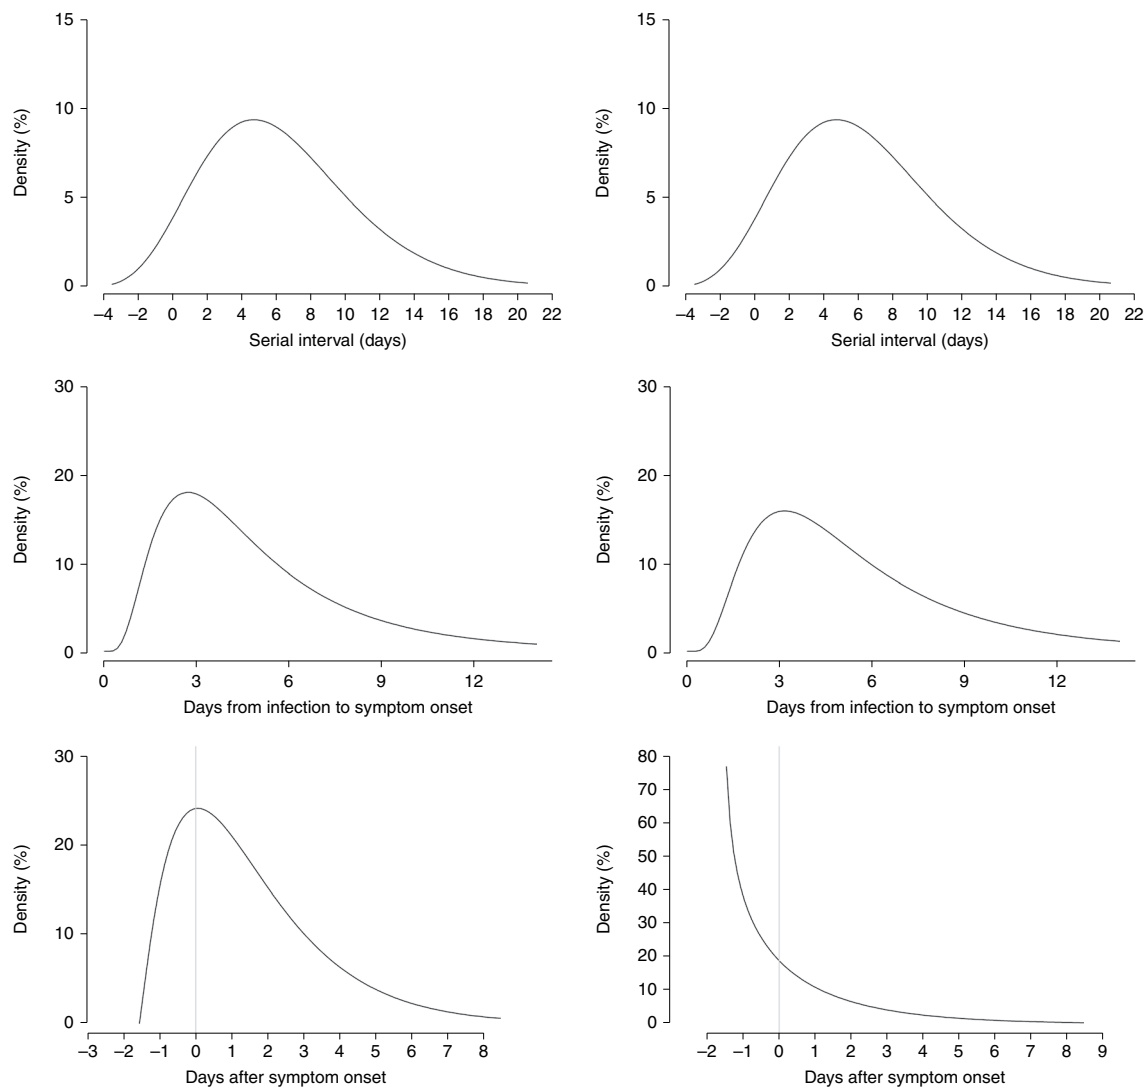 15
10
5
0
Density (%)
–4 –2 0 2 4 6 8 10 12 14 16 18 20 22
Serial interval (days)
15
10
5
0
Density (%)
–4 –2 0 2 4 6 8 10 12 14 16 18 20 22
Serial interval (days)
30
20
10
0
Density (%)
0 3 6 9 12
Days from infection to symptom onset
30
20
10
0
Density (%)
0 3 6 9 12
Days from infection to symptom onset
30
20
10
0
Density (%)
–3 –2 –1 0 1 2 3 4 5 6 7 8
Days after symptom onset
80
70
60
50
40
30
20
10
0
Density (%)
–2 –1 0 1 2 3 4 5 6 7 8 9
Days after symptom onset